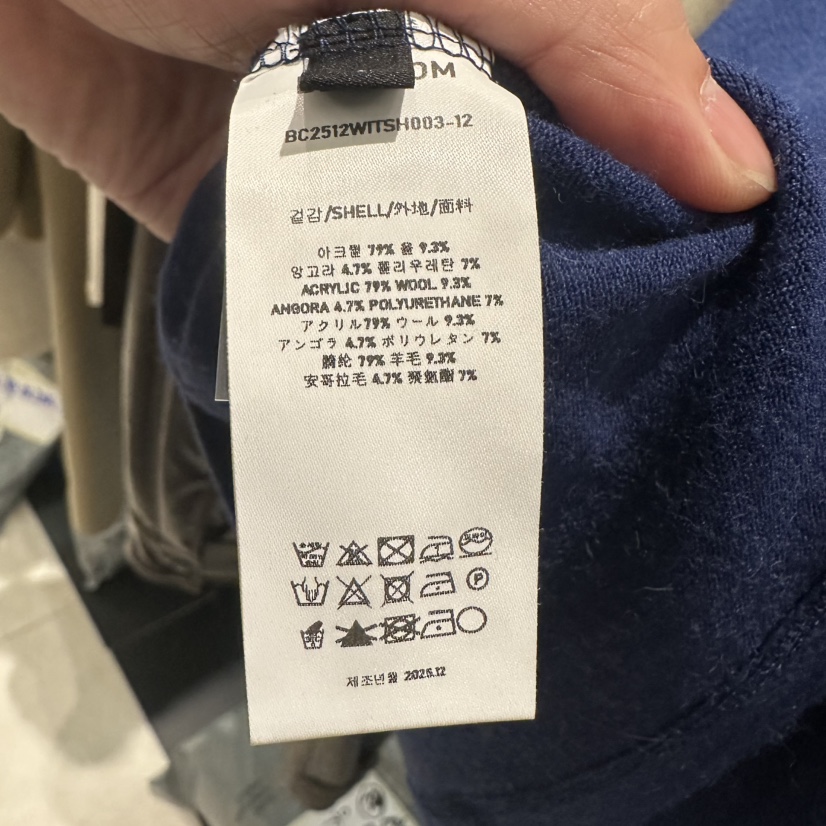 OM
BC2512WITSH003-12
겉감/SHELL/外地/面料
아크릴 79% 울 9.3%
앙고라 4.7% 폴리우레탄 7%
ACRYLIC 79% WOOL 9.3%
ANGORA 4.7% POLYURETHANE 7%
アクリル79% ウール 9.3%
アンゴラ 4.7% ポリウレタン 7%
腈纶 79% 羊毛 9.3%
安哥拉毛 4.7% 7%
P
제조년월 2025.12